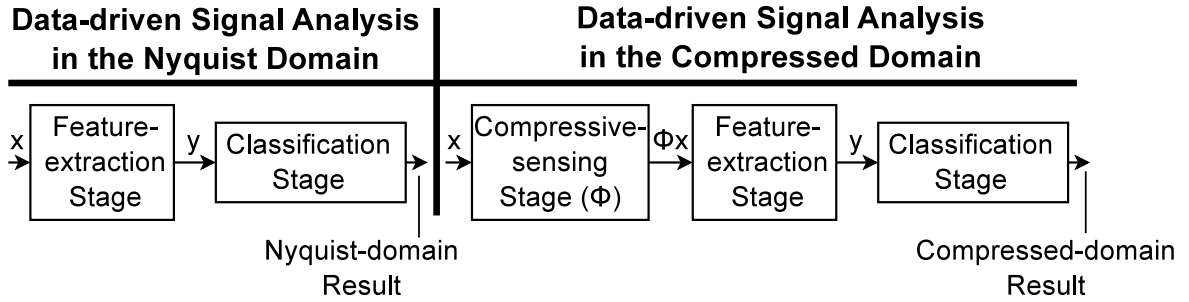 Data-driven Signal Analysis
in the Nyquist Domain
x
Feature-
extraction
Stage
y
Classification
Stage
Nyquist-domain
Result
Data-driven Signal Analysis
in the Compressed Domain
x
Compressive-
sensing
Stage (Φ)
Φx
Feature-
extraction
Stage
y
Classification
Stage
Compressed-domain
Result